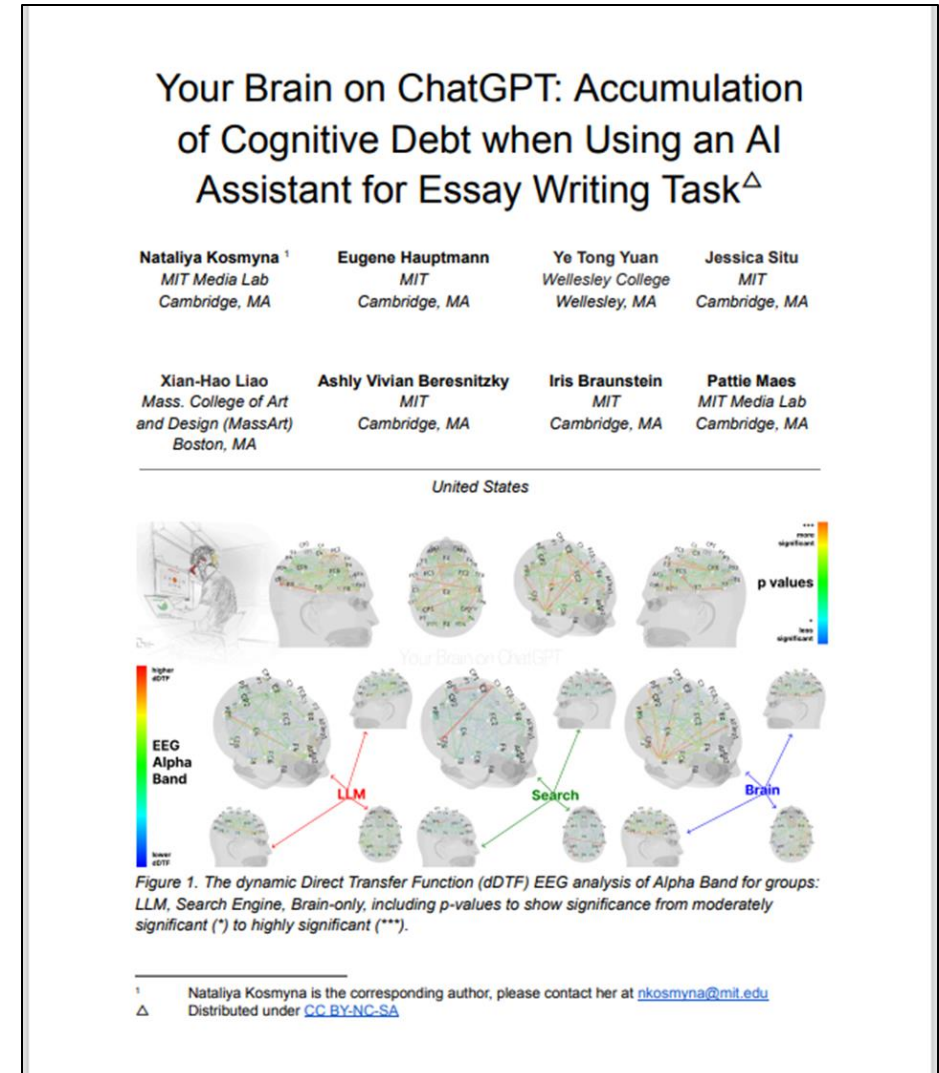 Your Brain on ChatGPT: Accumulation
of Cognitive Debt when Using an AI
Assistant for Essay Writing Task△
Nataliya Kosmyna 1
MIT Media Lab
Cambridge, MA
Eugene Hauptmann
MIT
Cambridge, MA
Ye Tong Yuan
Wellesley College
Wellesley, MA
Jessica Situ
MIT
Cambridge, MA
Xian-Hao Liao
Mass. College of Art
and Design (MassArt)
Boston, MA
Ashly Vivian Beresnitzky
MIT
Cambridge, MA
Iris Braunstein
MIT
Cambridge, MA
Pattie Maes
MIT Media Lab
Cambridge, MA
United States
***
more
significant
p values
*
less
significant
Your Brain on ChatGPT
higher
dDTF
EEG
Alpha
Band
lower
dDTF
LLM
Search
Brain
Figure 1. The dynamic Direct Transfer Function (dDTF) EEG analysis of Alpha Band for groups:
LLM, Search Engine, Brain-only, including p-values to show significance from moderately
significant (*) to highly significant (***).
1 Nataliya Kosmyna is the corresponding author, please contact her at nkosmyna@mit.edu
△ Distributed under CC BY-NC-SA